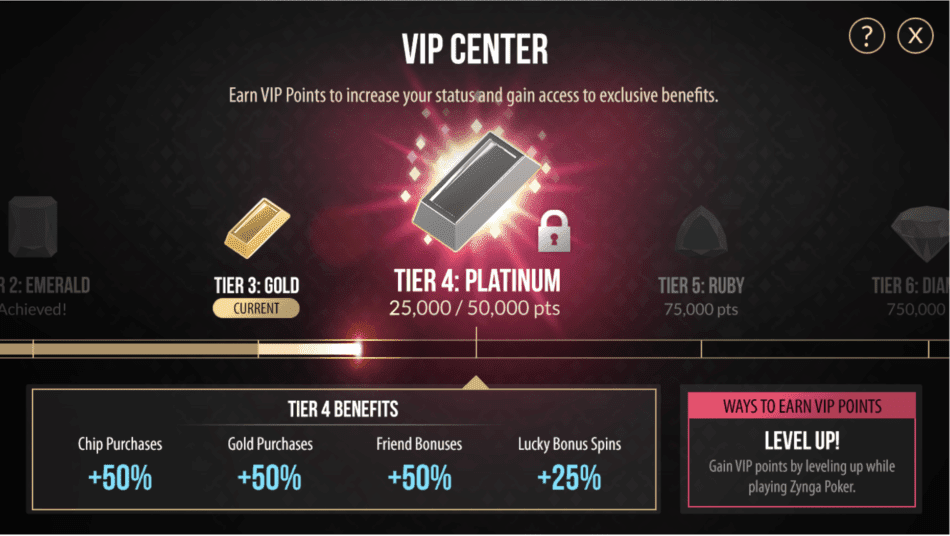 VIP CENTER
? X
Earn VIP Points to increase your status and gain access to exclusive benefits.
R 2: EMERALD
Achieved!
TIER 3: GOLD
CURRENT
TIER 4: PLATINUM
25,000 / 50,000 pts
TIER 5: RUBY
75,000 pts
TIER 6: DIA
750,000
TIER 4 BENEFITS
Chip Purchases
+50%
Gold Purchases
+50%
Friend Bonuses
+50%
Lucky Bonus Spins
+25%
WAYS TO EARN VIP POINTS
LEVEL UP!
Gain VIP points by leveling up while
playing Zynga Poker.